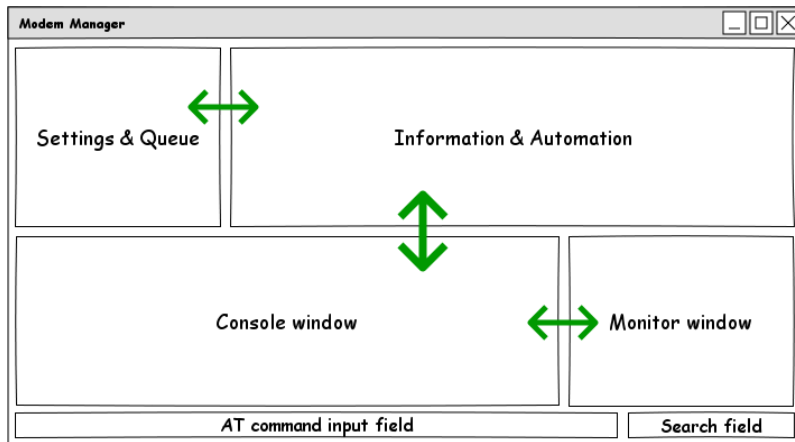 Modem Manager
Settings & Queue
Information & Automation
Console window
Monitor window
AT command input field
Search field